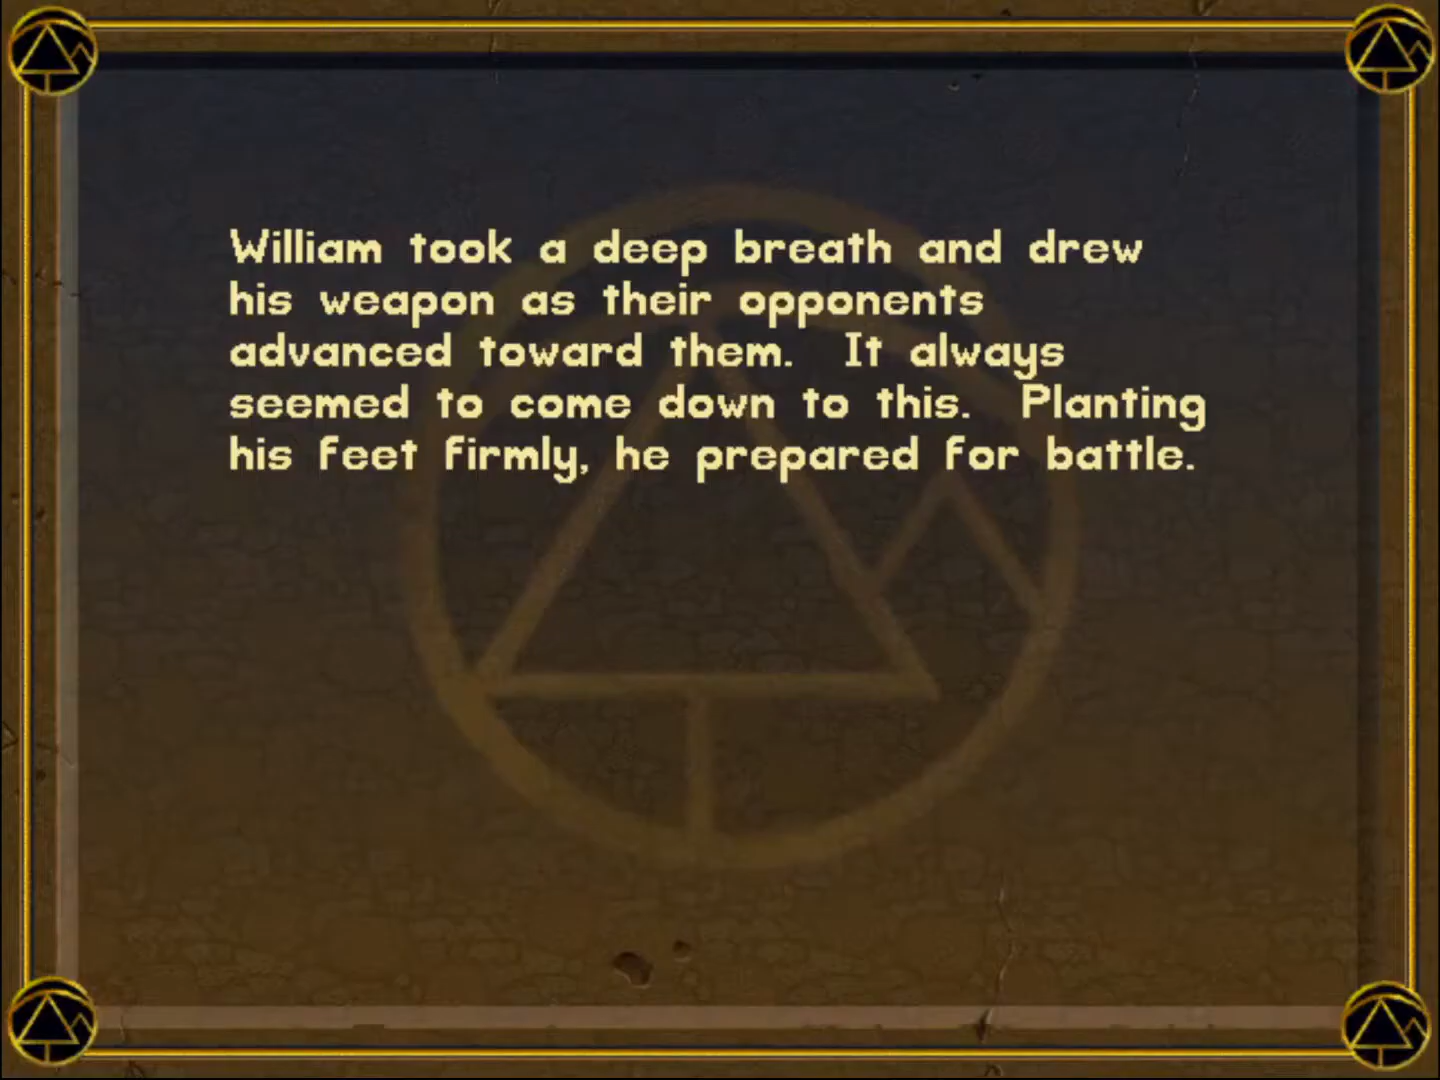 William took a deep breath and drew
his weapon as their opponents
advanced toward them.  It always
seemed to come down to this.  Planting
his feet firmly, he prepared for battle.